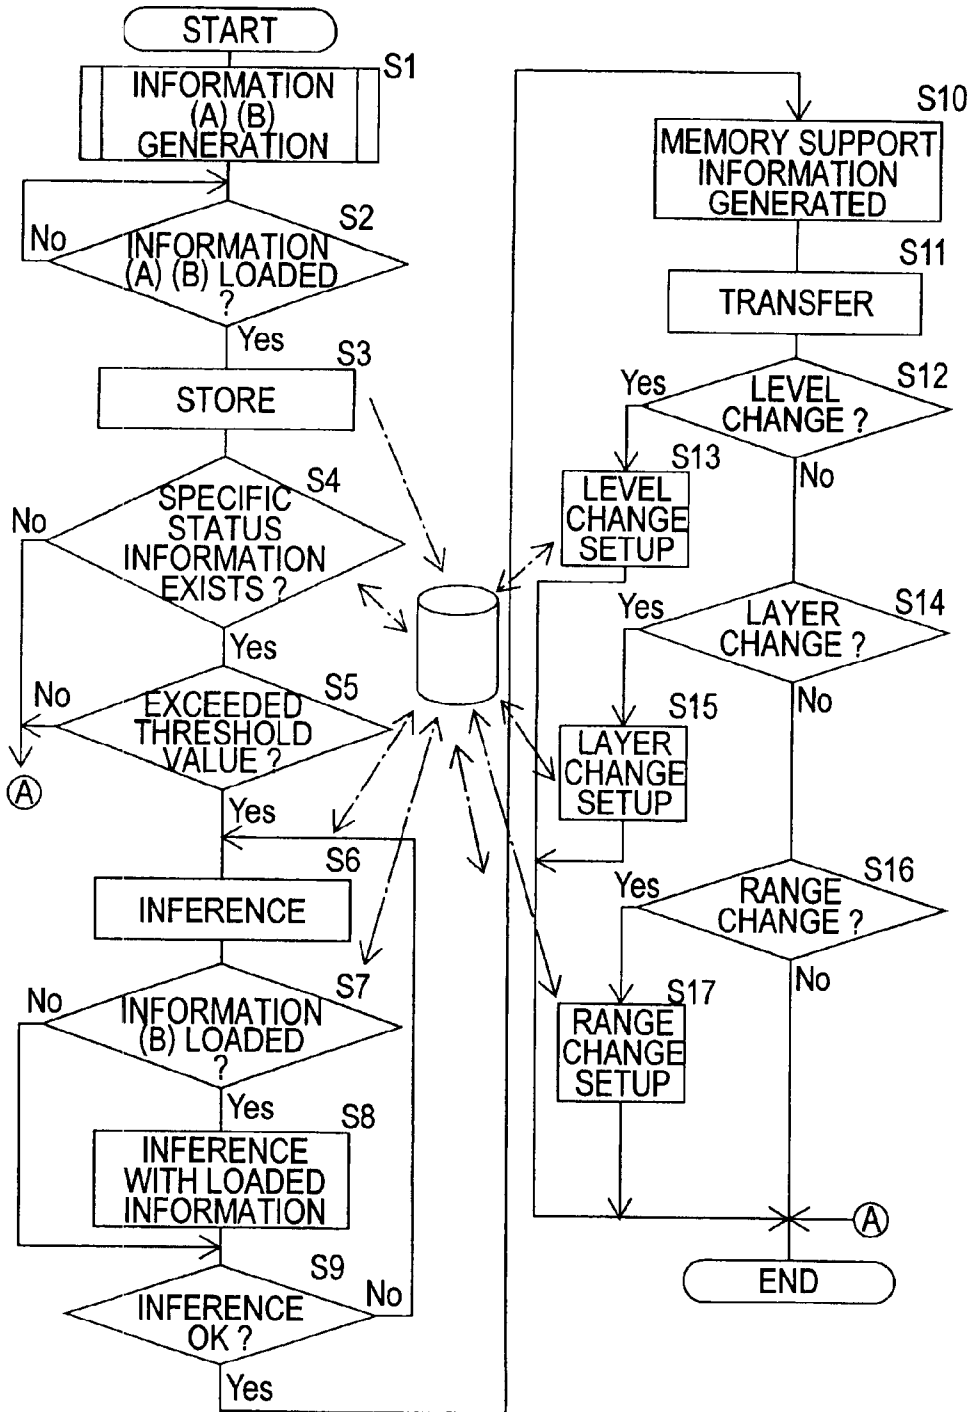 START
S1
INFORMATION
(A) (B)
GENERATION
S2
No
INFORMATION
(A) (B) LOADED
?
Yes
S3
STORE
S4
No
SPECIFIC
STATUS
INFORMATION
EXISTS ?
Yes
S5
No
EXCEEDED
THRESHOLD
VALUE ?
A
Yes
S6
INFERENCE
S7
No
INFORMATION
(B) LOADED
?
Yes
S8
INFERENCE
WITH LOADED
INFORMATION
S9
INFERENCE
OK ?
No
Yes
S10
MEMORY SUPPORT
INFORMATION
GENERATED
S11
TRANSFER
S12
Yes
LEVEL
CHANGE ?
No
S13
LEVEL
CHANGE
SETUP
S14
Yes
LAYER
CHANGE ?
No
S15
LAYER
CHANGE
SETUP
S16
Yes
RANGE
CHANGE ?
No
S17
RANGE
CHANGE
SETUP
A
END